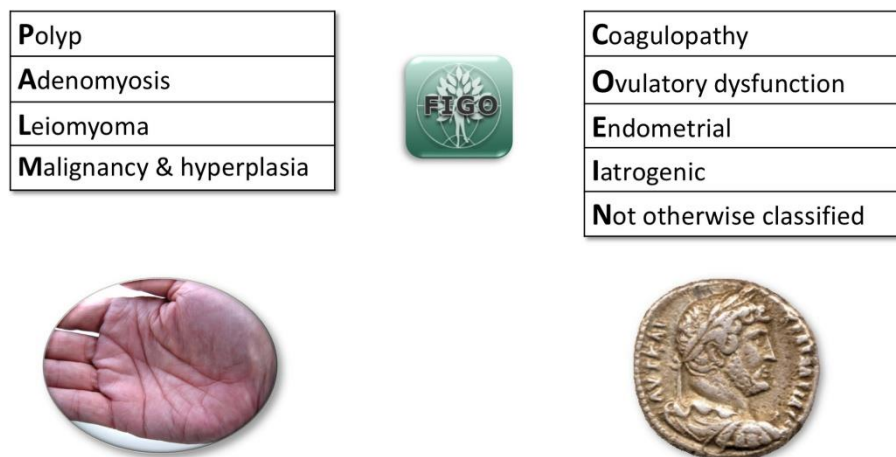 Polyp
Adenomyosis
Leiomyoma
Malignancy & hyperplasia
FIGO
Coagulopathy
Ovulatory dysfunction
Endometrial
Iatrogenic
Not otherwise classified